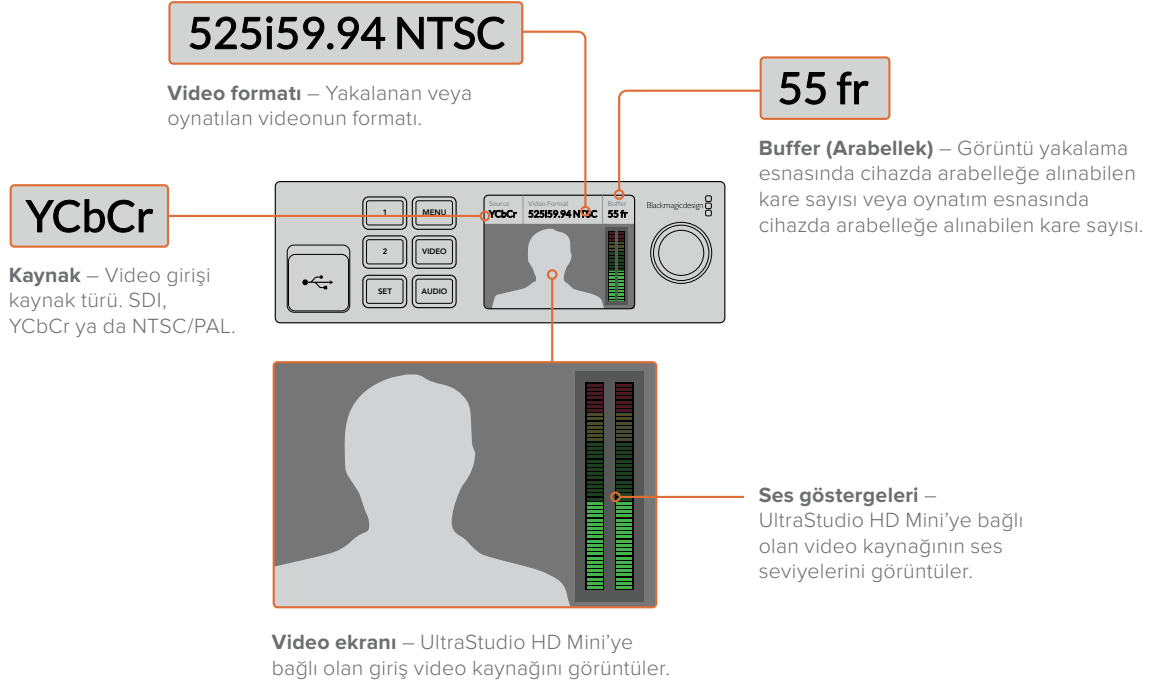 525i59.94 NTSC
Video formatı – Yakalanan veya
oynatılan videonun formatı.
55 fr
Buffer (Arabellek) – Görüntü yakalama
esnasında cihazda arabelleğe alınabilen
kare sayısı veya oynatım esnasında
cihazda arabelleğe alınabilen kare sayısı.
YCbCr
Kaynak – Video girişi
kaynak türü. SDI,
YCbCr ya da NTSC/PAL.
1
MENU
2
VIDEO
SET
AUDIO
Source
YCbCr
Video Format
525i59.94 NTSC
Buffer
55 fr
Blackmagicdesign
Ses göstergeleri –
UltraStudio HD Mini’ye bağlı
olan video kaynağının ses
seviyelerini görüntüler.
Video ekranı – UltraStudio HD Mini’ye
bağlı olan giriş video kaynağını görüntüler.